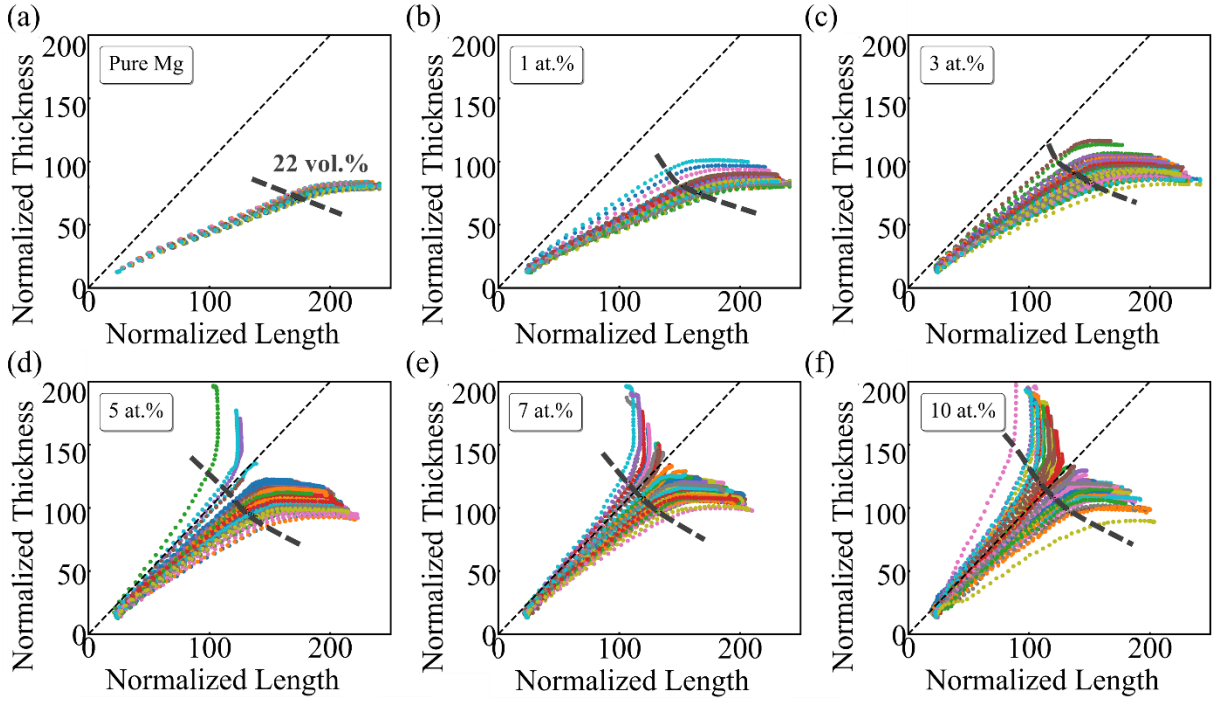 (a)
Normalized Thickness
200
150
100
50
0
Pure Mg
22 vol.%
0
100
200
Normalized Length
(b)
Normalized Thickness
200
150
100
50
0
1 at.%
0
100
200
Normalized Length
(c)
Normalized Thickness
200
150
100
50
0
3 at.%
0
100
200
Normalized Length
(d)
Normalized Thickness
200
150
100
50
0
5 at.%
0
100
200
Normalized Length
(e)
Normalized Thickness
200
150
100
50
0
7 at.%
0
100
200
Normalized Length
(f)
Normalized Thickness
200
150
100
50
0
10 at.%
0
100
200
Normalized Length